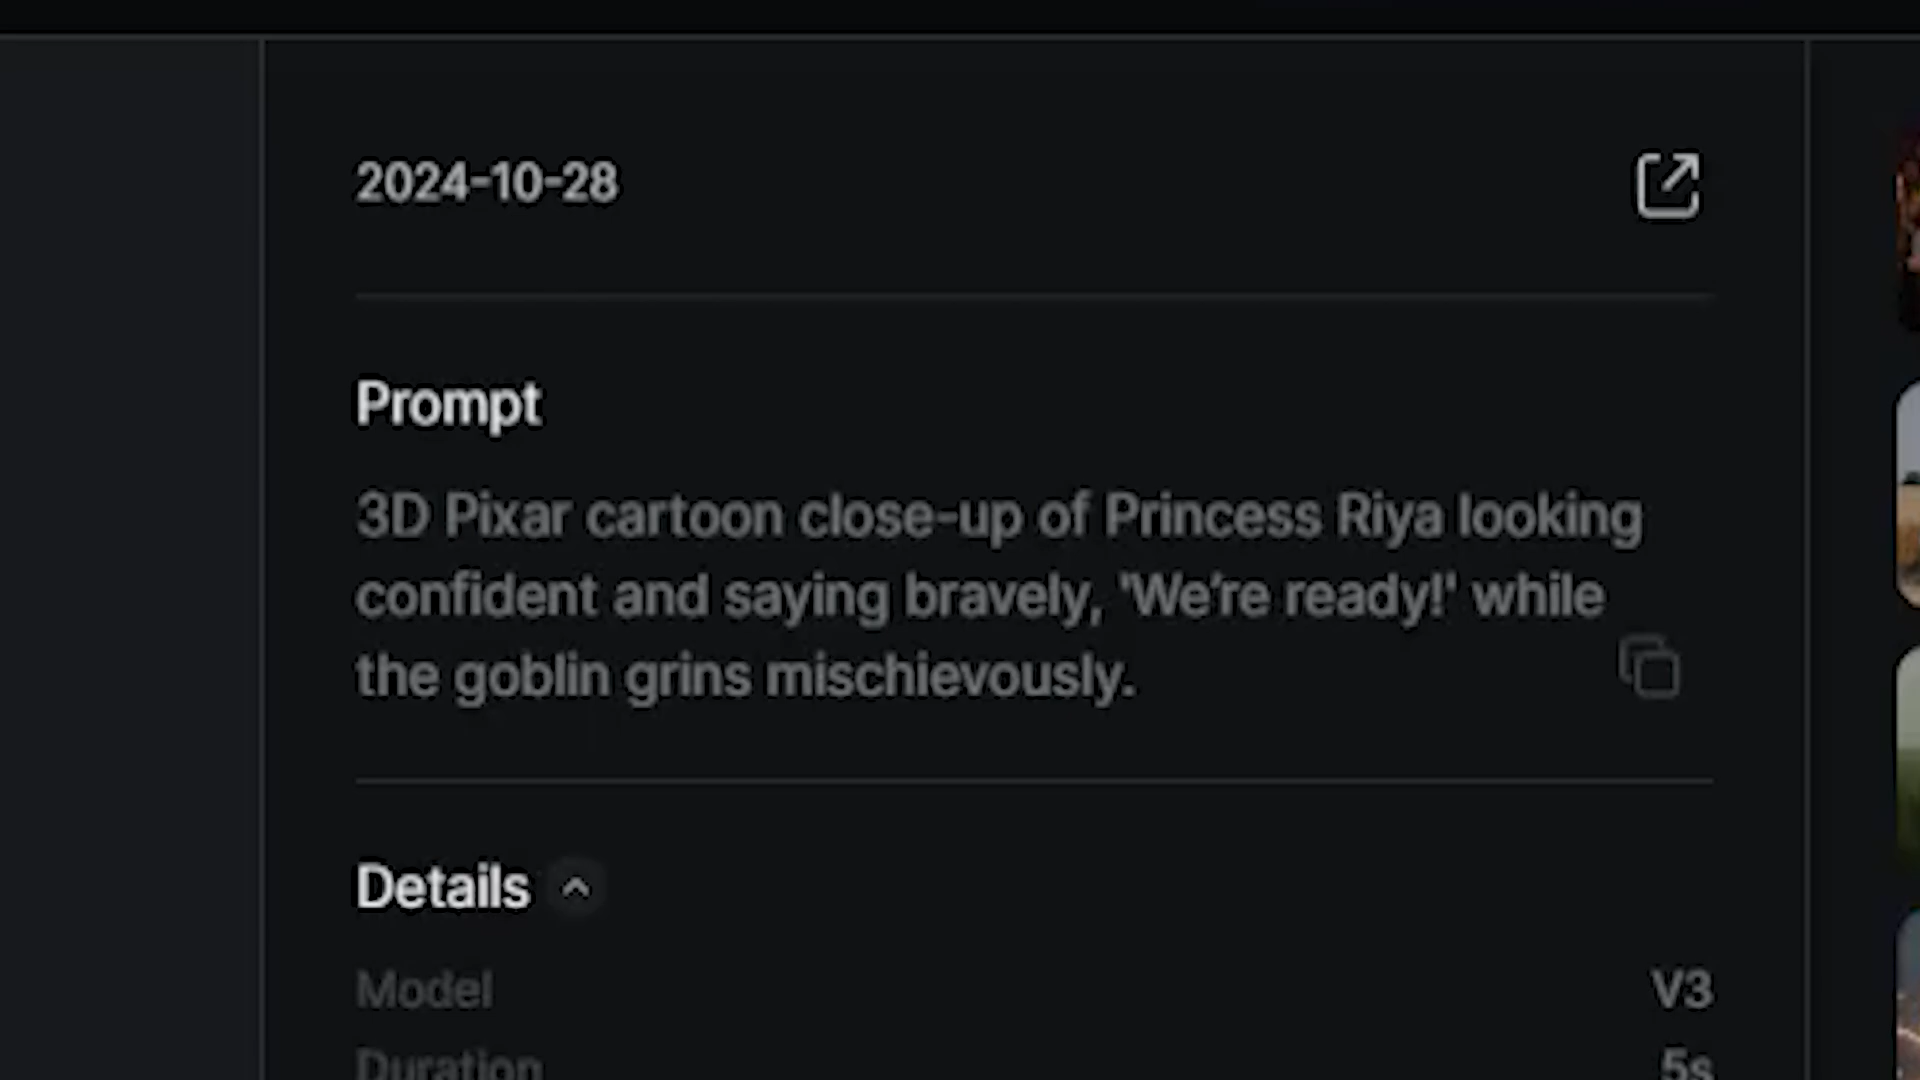 2024-10-28
Prompt
3D Pixar cartoon close-up of Princess Riya looking
confident and saying bravely, 'We’re ready!' while
the goblin grins mischievously.
Details
Model V3
Duration 5s